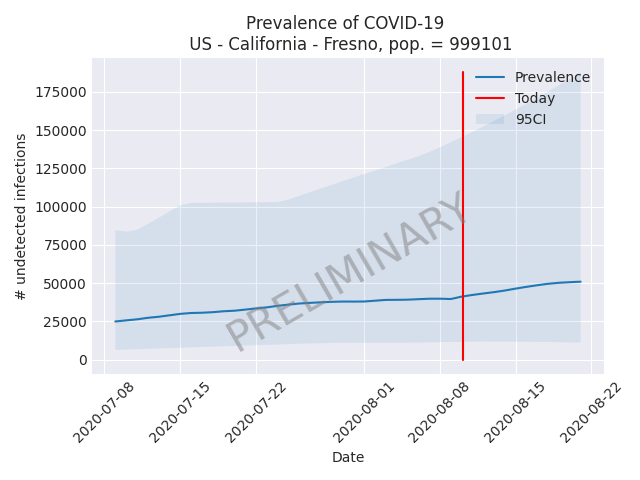 Prevalence of COVID-19
US - California - Fresno, pop. = 999101
Prevalence
Today
95CI
# undetected infections
175000
150000
125000
100000
75000
50000
25000
0
PRELIMINARY
2020-07-08
2020-07-15
2020-07-22
2020-08-01
2020-08-08
2020-08-15
2020-08-22
Date